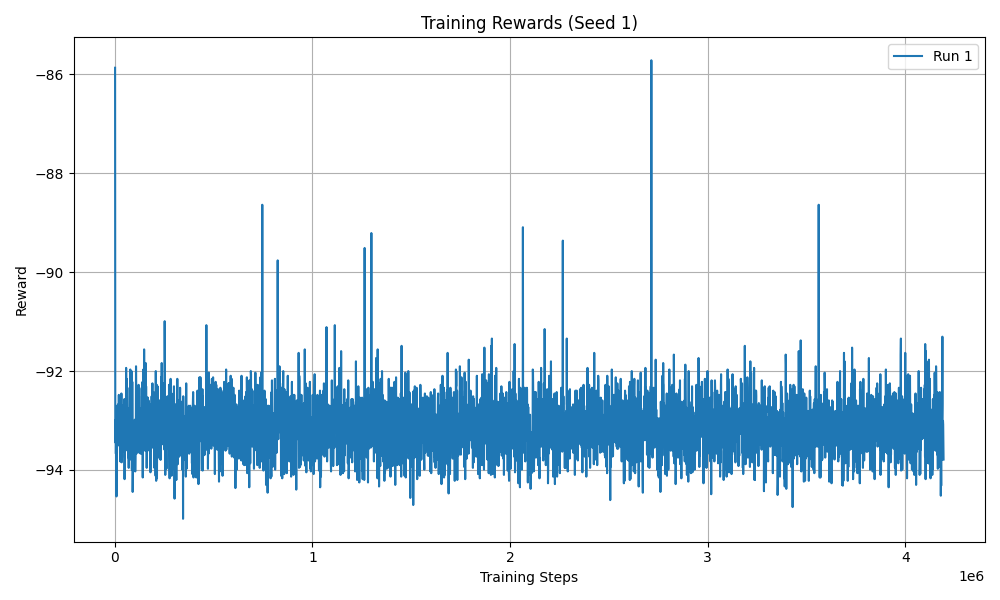 Training Rewards (Seed 1)
Run 1
Reward
−86
−88
−90
−92
−94
0
1
2
3
4
1e6
Training Steps